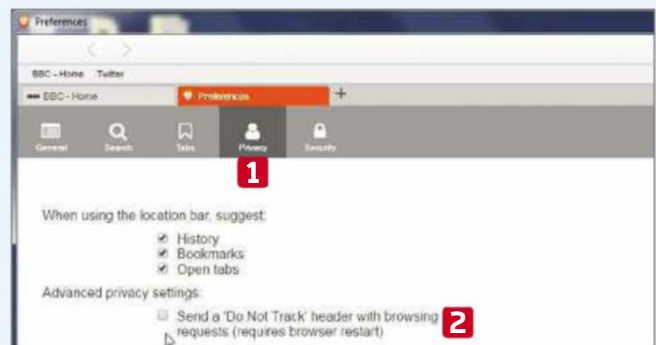 Preferences
BBC - Home Twitter
BBC - Home Preferences +
General Search Tabs Privacy Security
1
When using the location bar, suggest:
History
Bookmarks
Open tabs
Advanced privacy settings:
Send a 'Do Not Track' header with browsing 2
requests (requires browser restart)